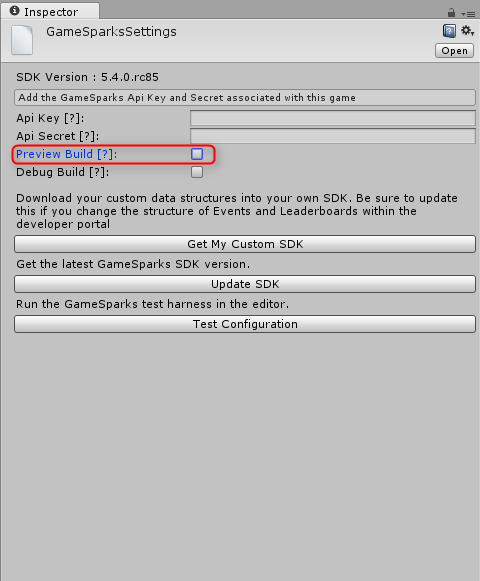 Inspector
GameSparksSettings
Open
SDK Version : 5.4.0.rc85
Add the GameSparks Api Key and Secret associated with this game
Api Key [?]:
Api Secret [?]:
Preview Build [?]:
Debug Build [?]:
Download your custom data structures into your own SDK. Be sure to update
this if you change the structure of Events and Leaderboards within the
developer portal
Get My Custom SDK
Get the latest GameSparks SDK version.
Update SDK
Run the GameSparks test harness in the editor.
Test Configuration